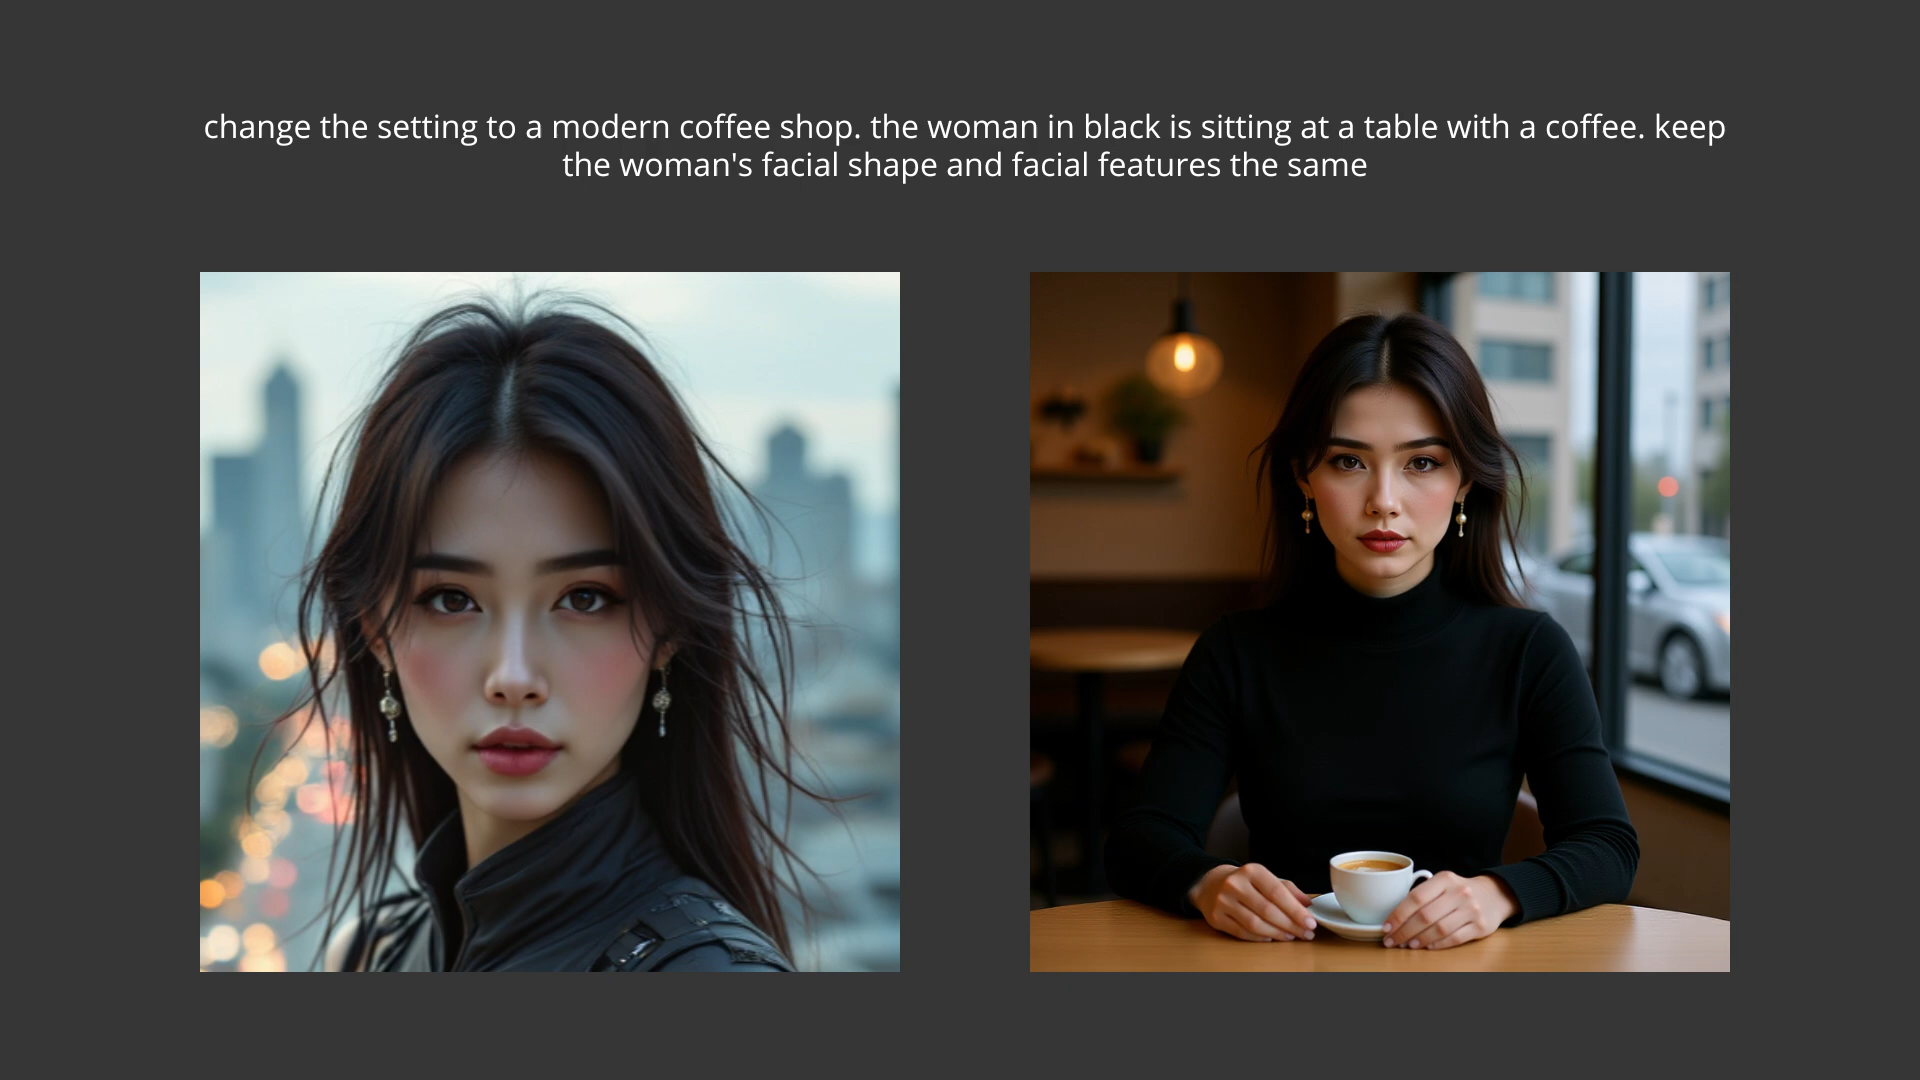 change the setting to a modern coffee shop. the woman in black is sitting at a table with a coffee. keep
the woman's facial shape and facial features the same